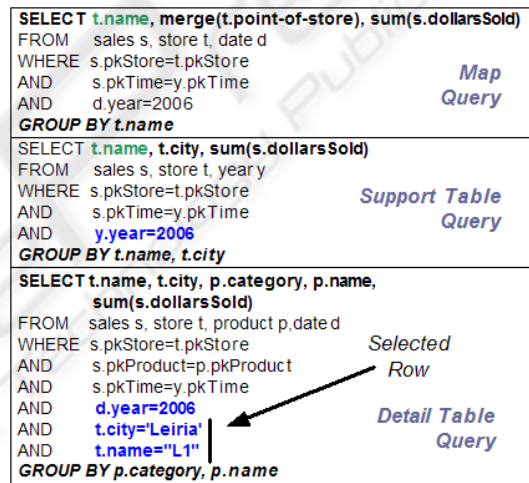 SELECT t.name, merge(t.point-of-store), sum(s.dollarsSold)
FROM sales s, store t, date d
WHERE s.pkStore=t.pkStore
AND s.pkTime=y.pkTime
AND d.year=2006
GROUP BY t.name
Map
Query
SELECT t.name, t.city, sum(s.dollarsSold)
FROM sales s, store t, year y
WHERE s.pkStore=t.pkStore
AND s.pkTime=y.pkTime
AND y.year=2006
GROUP BY t.name, t.city
Support Table
Query
SELECT t.name, t.city, p.category, p.name,
sum(s.dollarsSold)
FROM sales s, store t, product p,date d
WHERE s.pkStore=t.pkStore
AND s.pkProduct=p.pkProduct
AND s.pkTime=y.pkTime
AND d.year=2006
AND t.city='Leiria'
AND t.name="L1"
GROUP BY p.category, p.name
Selected
Row
Detail Table
Query